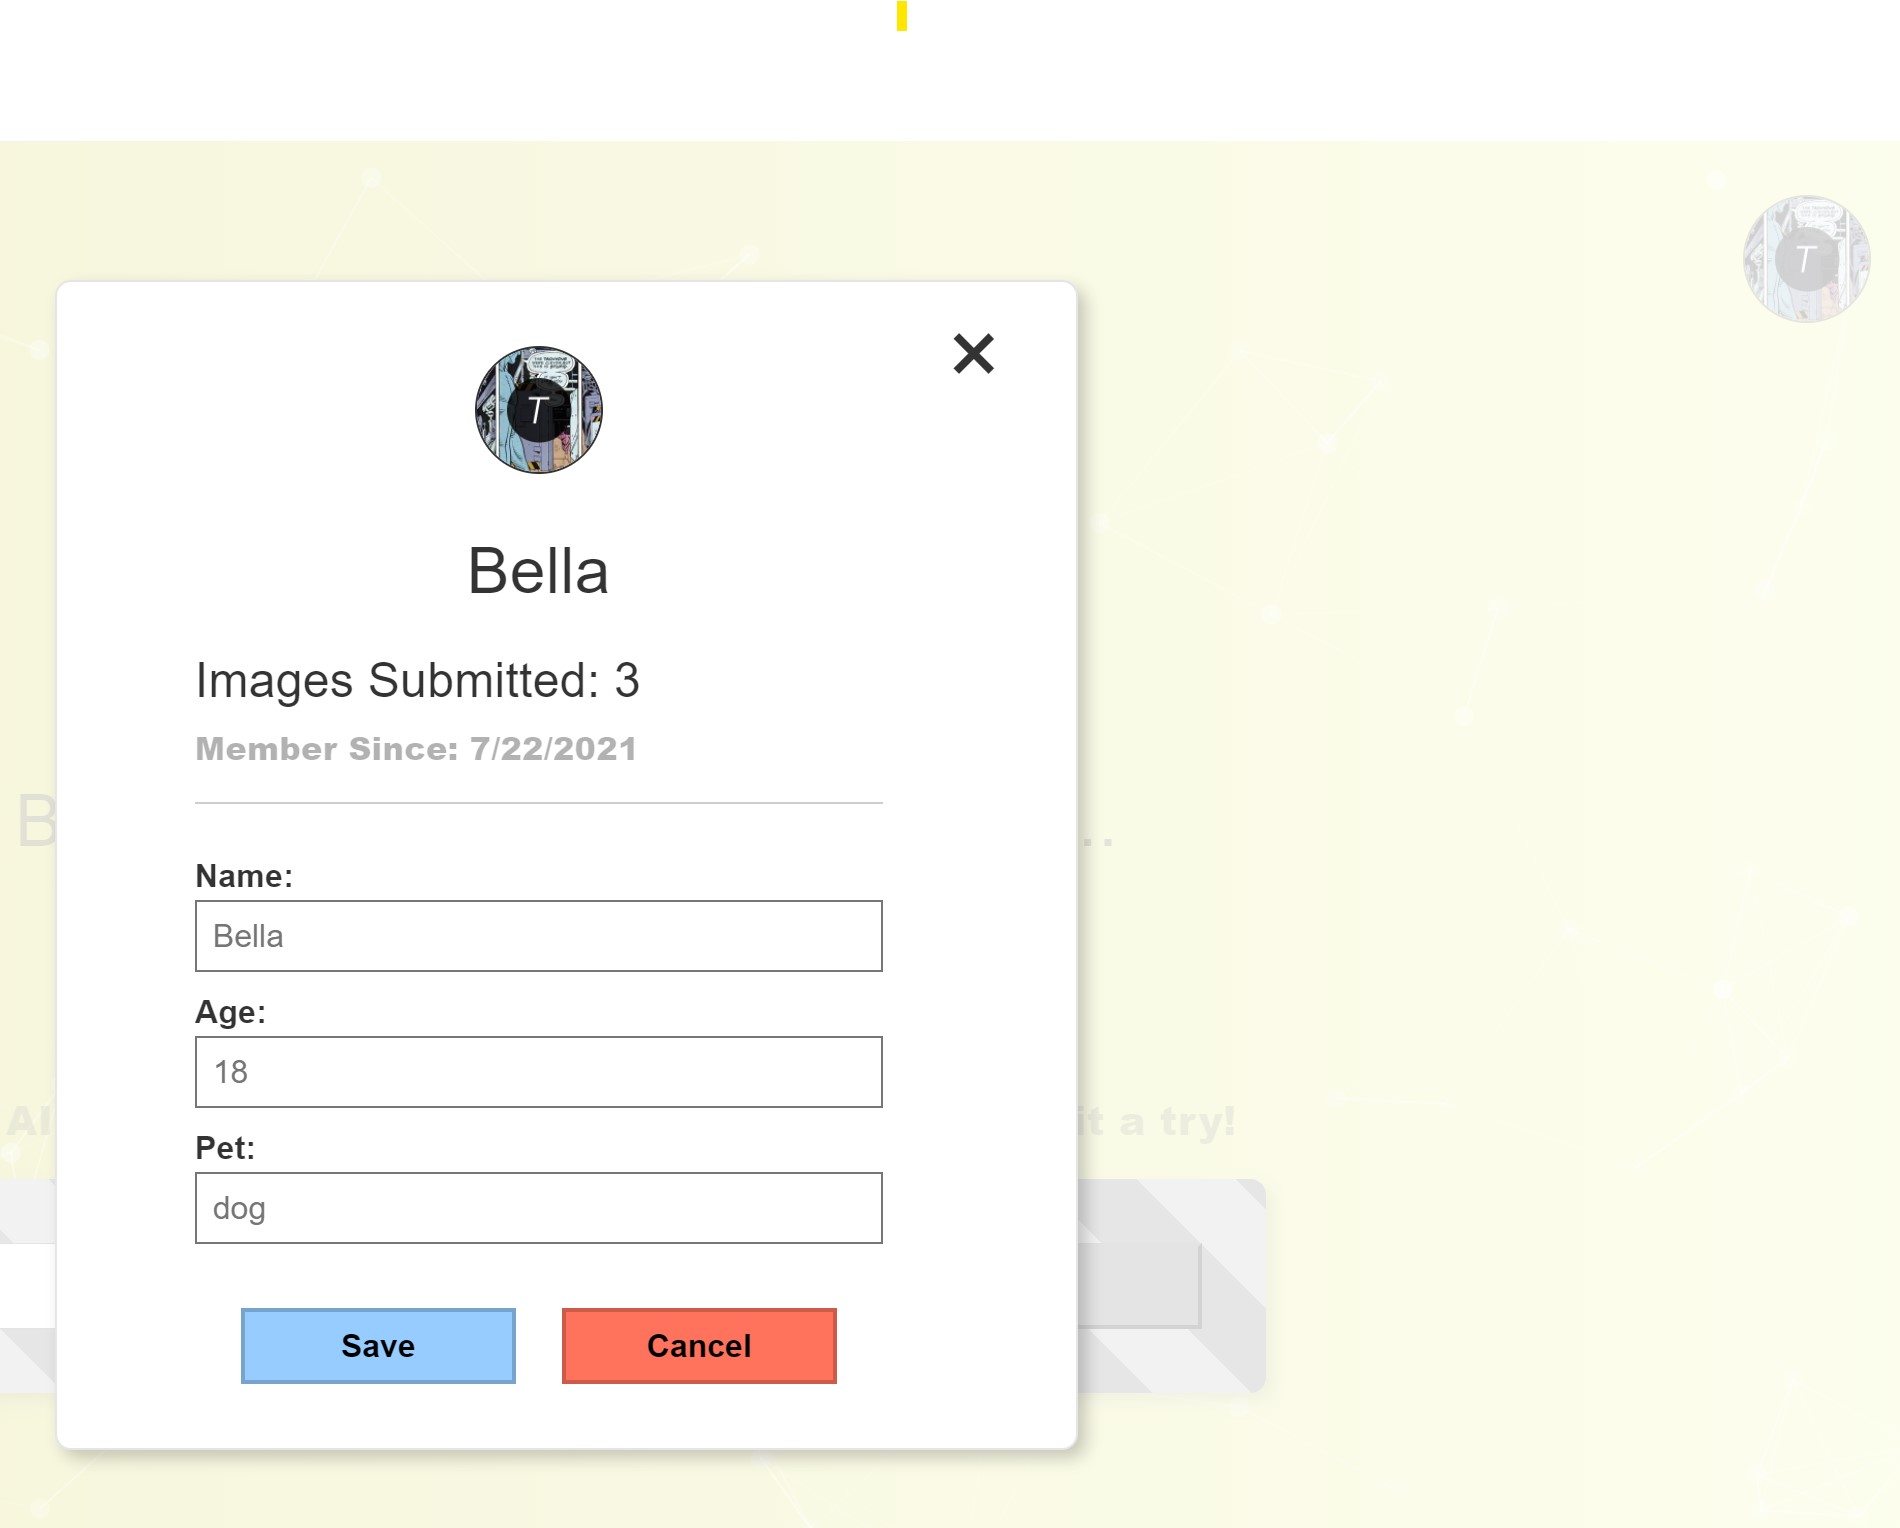 T
T
Bella
Images Submitted: 3
Member Since: 7/22/2021
B
..
Name:
Bella
Age:
18
Al
it a try!
Pet:
dog
Save
Cancel